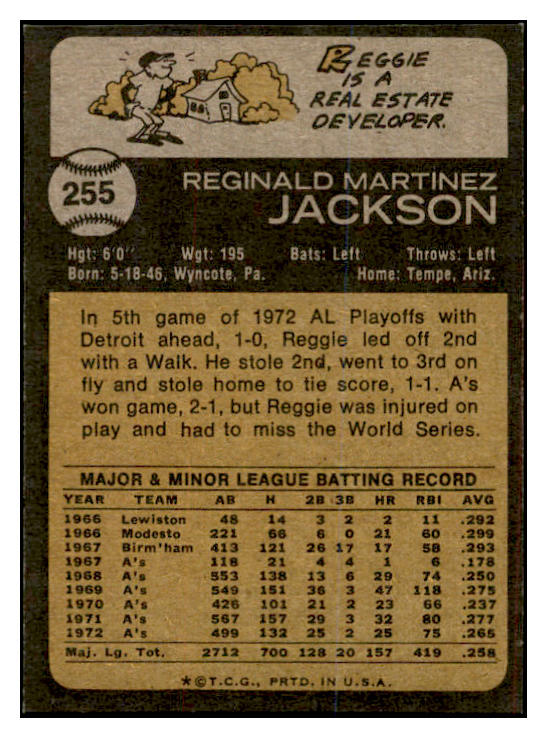 REGGIE
IS A
REAL ESTATE
DEVELOPER.
255
REGINALD MARTINEZ
JACKSON
Hgt: 6'0" Wgt: 195 Bats: Left Throws: Left
Born: 5-18-46, Wyncote, Pa. Home: Tempe, Ariz.
In 5th game of 1972 AL Playoffs with
Detroit ahead, 1-0, Reggie led off 2nd
with a Walk. He stole 2nd, went to 3rd on
fly and stole home to tie score, 1-1. A's
won game, 2-1, but Reggie was injured on
play and had to miss the World Series.
MAJOR & MINOR LEAGUE BATTING RECORD
YEAR TEAM AB H 2B 3B HR RBI AVG
1966 Lewiston 48 14 3 2 2 11 .292
1966 Modesto 221 66 6 0 21 60 .299
1967 Birm'ham 413 121 26 17 17 58 .293
1967 A's 118 21 4 4 1 6 .178
1968 A's 553 138 13 6 29 74 .250
1969 A's 549 151 36 3 47 118 .275
1970 A's 426 101 21 2 23 66 .237
1971 A's 567 157 29 3 32 80 .277
1972 A's 499 132 25 2 25 75 .265
Maj. Lg. Tot. 2712 700 128 20 157 419 .258
*©T.C.G., PRTD. IN U.S.A.